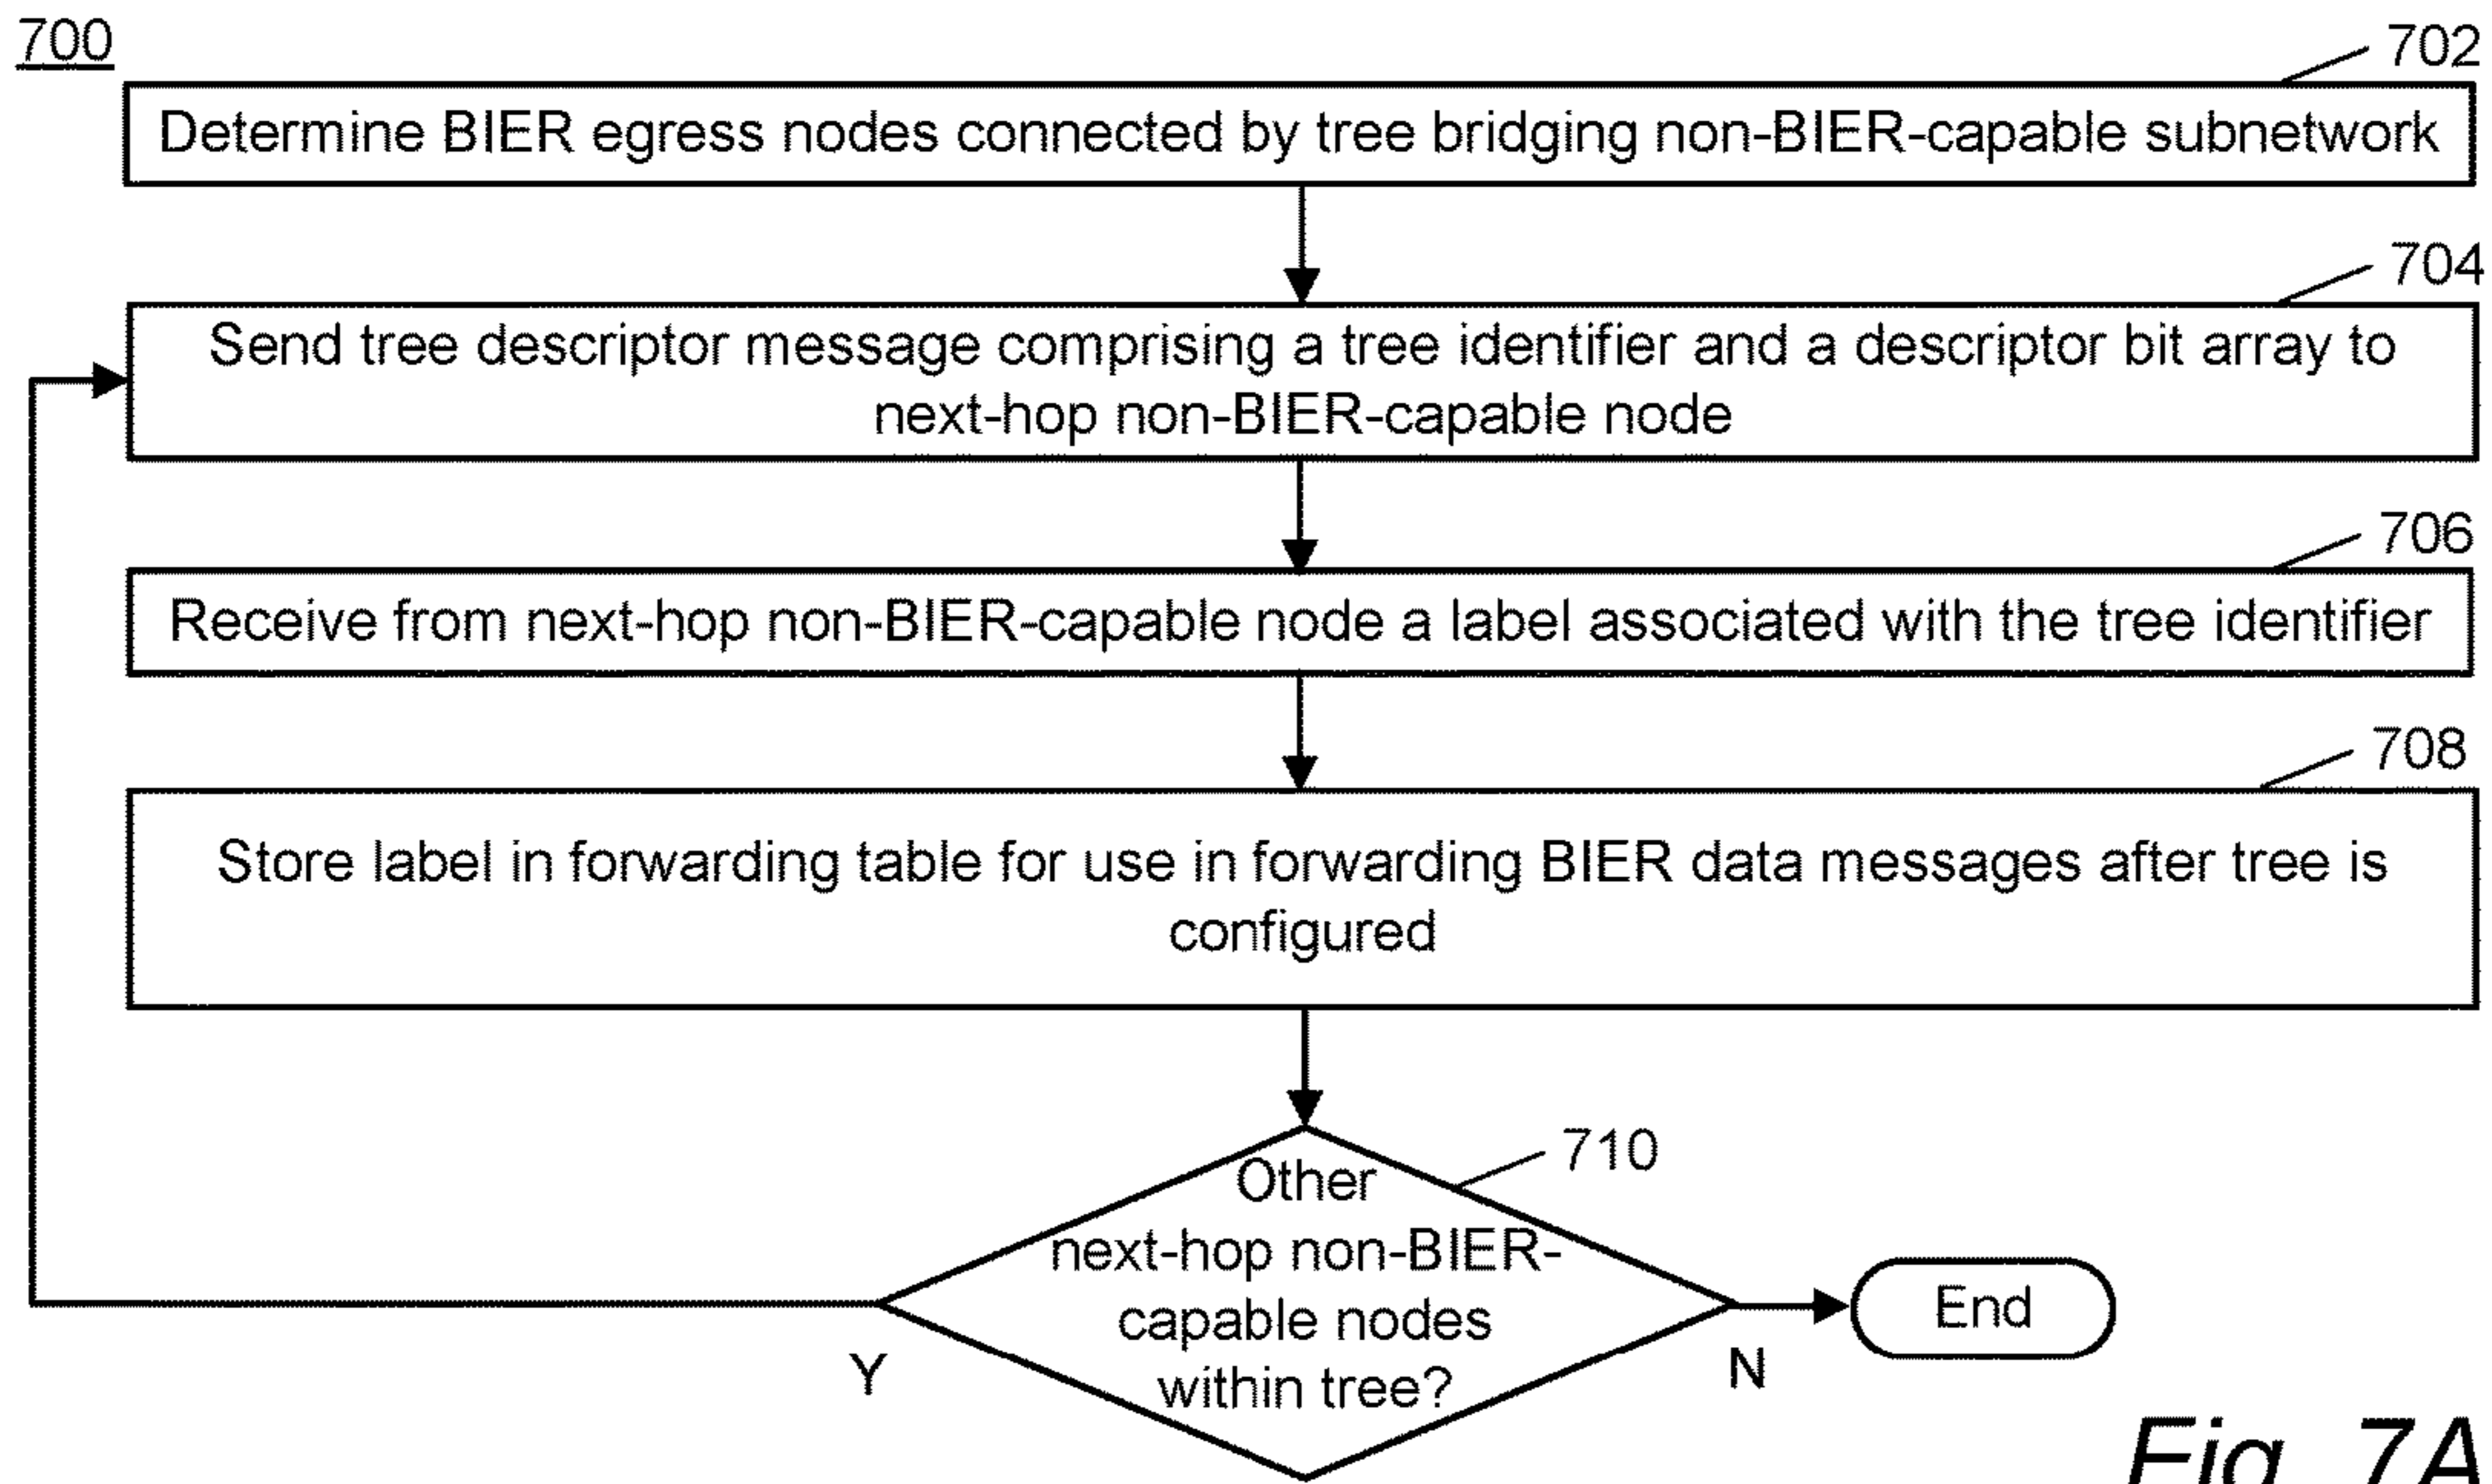 700
702
Determine BIER egress nodes connected by tree bridging non-BIER-capable subnetwork
704
Send tree descriptor message comprising a tree identifier and a descriptor bit array to
next-hop non-BIER-capable node
706
Receive from next-hop non-BIER-capable node a label associated with the tree identifier
708
Store label in forwarding table for use in forwarding BIER data messages after tree is
configured
710
Other
next-hop non-BIER-
capable nodes
within tree?
Y
N
End
Fig. 7A